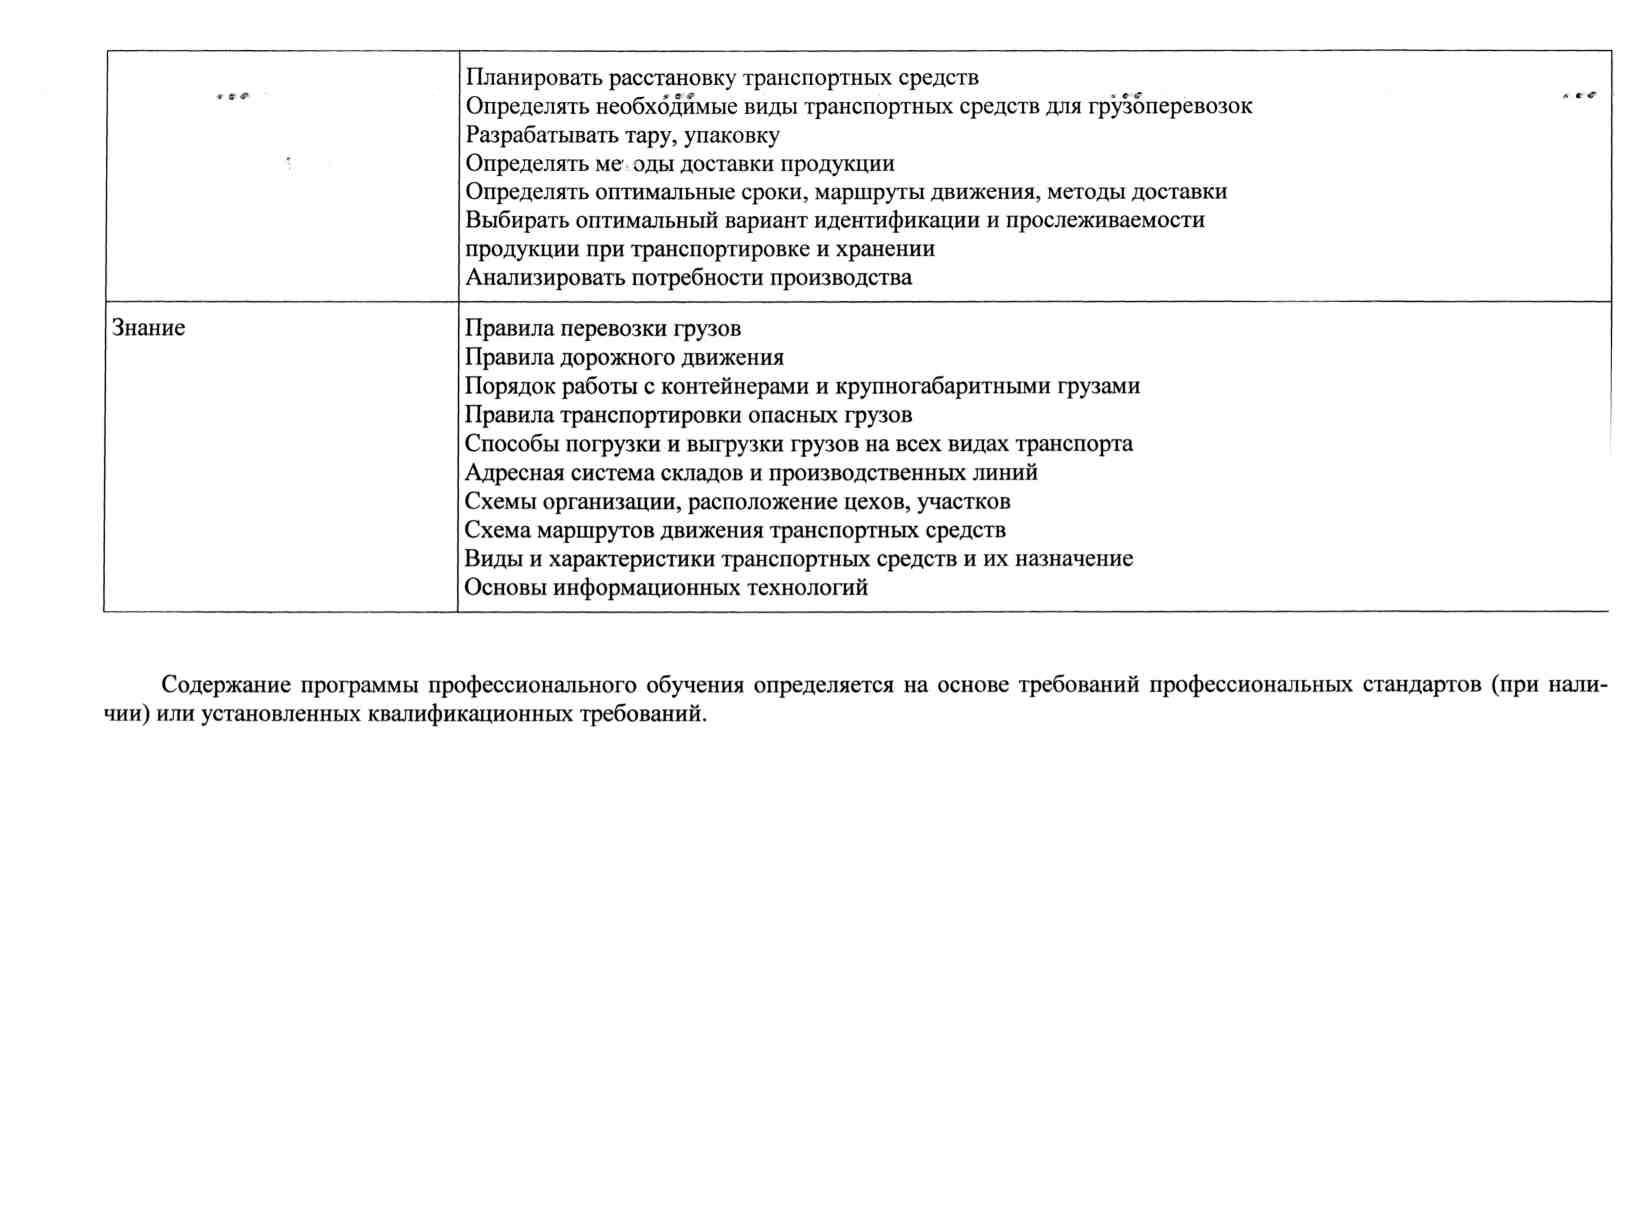 Планировать расстановку транспортных средств
Определять необходимые виды транспортных средств для грузоперевозок
Разрабатывать тару, упаковку
Определять методы доставки продукции
Определять оптимальные сроки, маршруты движения, методы доставки
Выбирать оптимальный вариант идентификации и прослеживаемости
продукции при транспортировке и хранении
Анализировать потребности производства
Знание
Правила перевозки грузов
Правила дорожного движения
Порядок работы с контейнерами и крупногабаритными грузами
Правила транспортировки опасных грузов
Способы погрузки и выгрузки грузов на всех видах транспорта
Адресная система складов и производственных линий
Схемы организации, расположение цехов, участков
Схема маршрутов движения транспортных средств
Виды и характеристики транспортных средств и их назначение
Основы информационных технологий
Содержание программы профессионального обучения определяется на основе требований профессиональных стандартов (при нали-
чии) или установленных квалификационных требований.